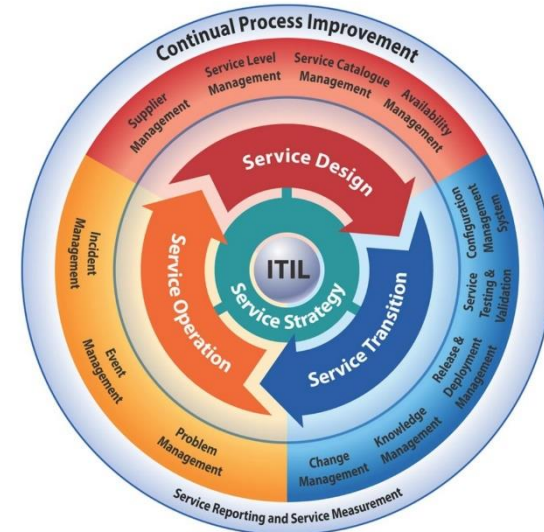 Continual Process Improvement
Supplier
Management
Service Level
Management
Service Catalogue
Management
Availability
Management
Configuration
Management
System
Service
Testing &
Validation
Release &
Deployment
Management
Knowledge
Management
Change
Management
Problem
Management
Event
Management
Incident
Management
Service Design
Service Transition
Service Operation
Service Strategy
ITIL
Service Reporting and Service Measurement